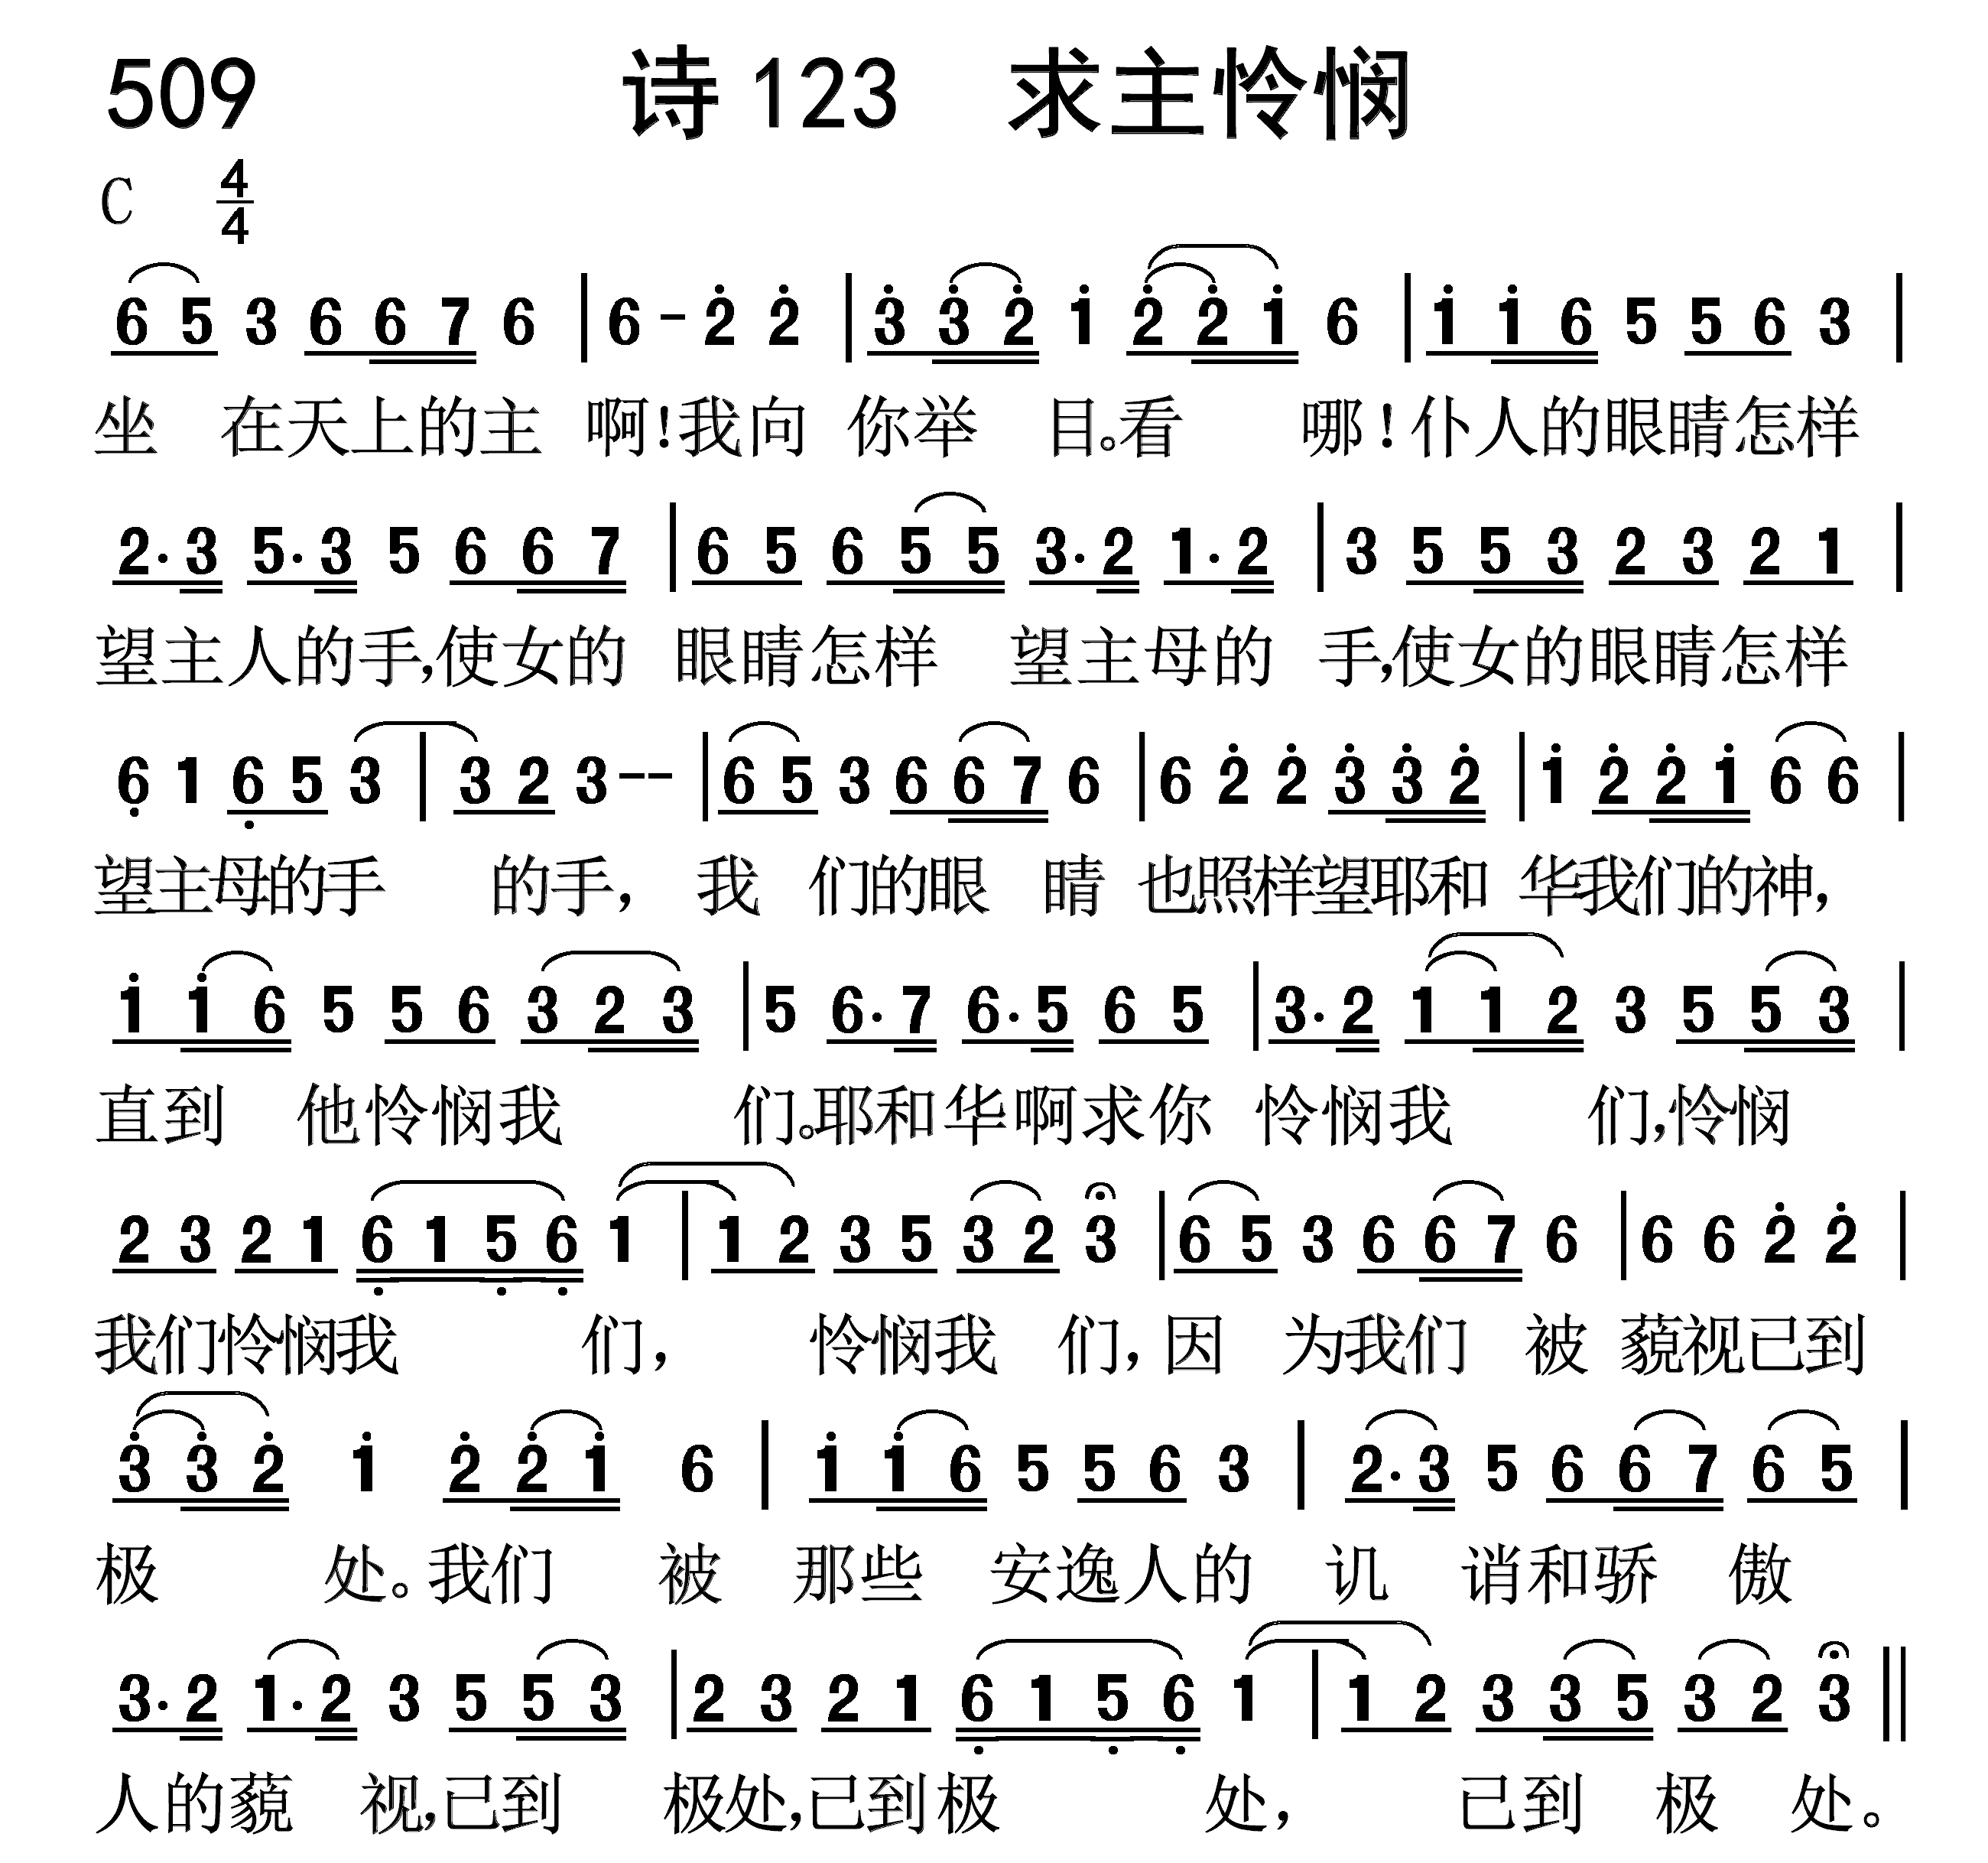 509 诗 123 求主怜悯
C 4/4
6 5 3 6 6 7 6 | 6 - 2̇ 2̇ | 3̇ 3̇ 2̇ 1̇ 2̇ 2̇ 1̇ 6 | 1̇ 1̇ 6 5 5 6 3 |
坐 在天上的主 啊!我向 你举 目。看 哪!仆人的眼睛怎样
2· 3 5· 3 5 6 6 7 | 6 5 6 5 5 3· 2 1· 2 | 3 5 5 3 2 3 2 1 |
望主人的手,使女的 眼睛怎样 望主母的 手,使女的眼睛怎样
6̣ 1 6̣ 5 3 | 3 2 3 - - | 6 5 3 6 6 7 6 | 6 2̇ 2̇ 3̇ 3̇ 2̇ | 1̇ 2̇ 2̇ 1̇ 6 6 |
望主母的手 的手, 我 们的眼 睛 也照样望耶和 华我们的神,
1̇ 1̇ 6 5 5 6 3 2 3 | 5 6· 7 6· 5 6 5 | 3· 2 1 1 2 3 5 5 3 |
直到 他怜悯我 们。耶和华啊求你 怜悯我 们,怜悯
2 3 2 1 6̣ 1 5̣ 6̣ 1 | 1 2 3 5 3 2 3 | 6 5 3 6 6 7 6 | 6 6 2̇ 2̇ |
我们怜悯我 们, 怜悯我 们,因 为我们 被 藐视已到
3̇ 3̇ 2̇ 1̇ 2̇ 2̇ 1̇ 6 | 1̇ 1̇ 6 5 5 6 3 | 2· 3 5 6 6 7 6 5 |
极 处。我们 被 那些 安逸人的 讥 诮和骄 傲
3· 2 1· 2 3 5 5 3 | 2 3 2 1 6̣ 1 5̣ 6̣ 1 | 1 2 3 3 5 3 2 3 ||
人的藐 视,已到 极处,已到极 处, 已到 极 处。